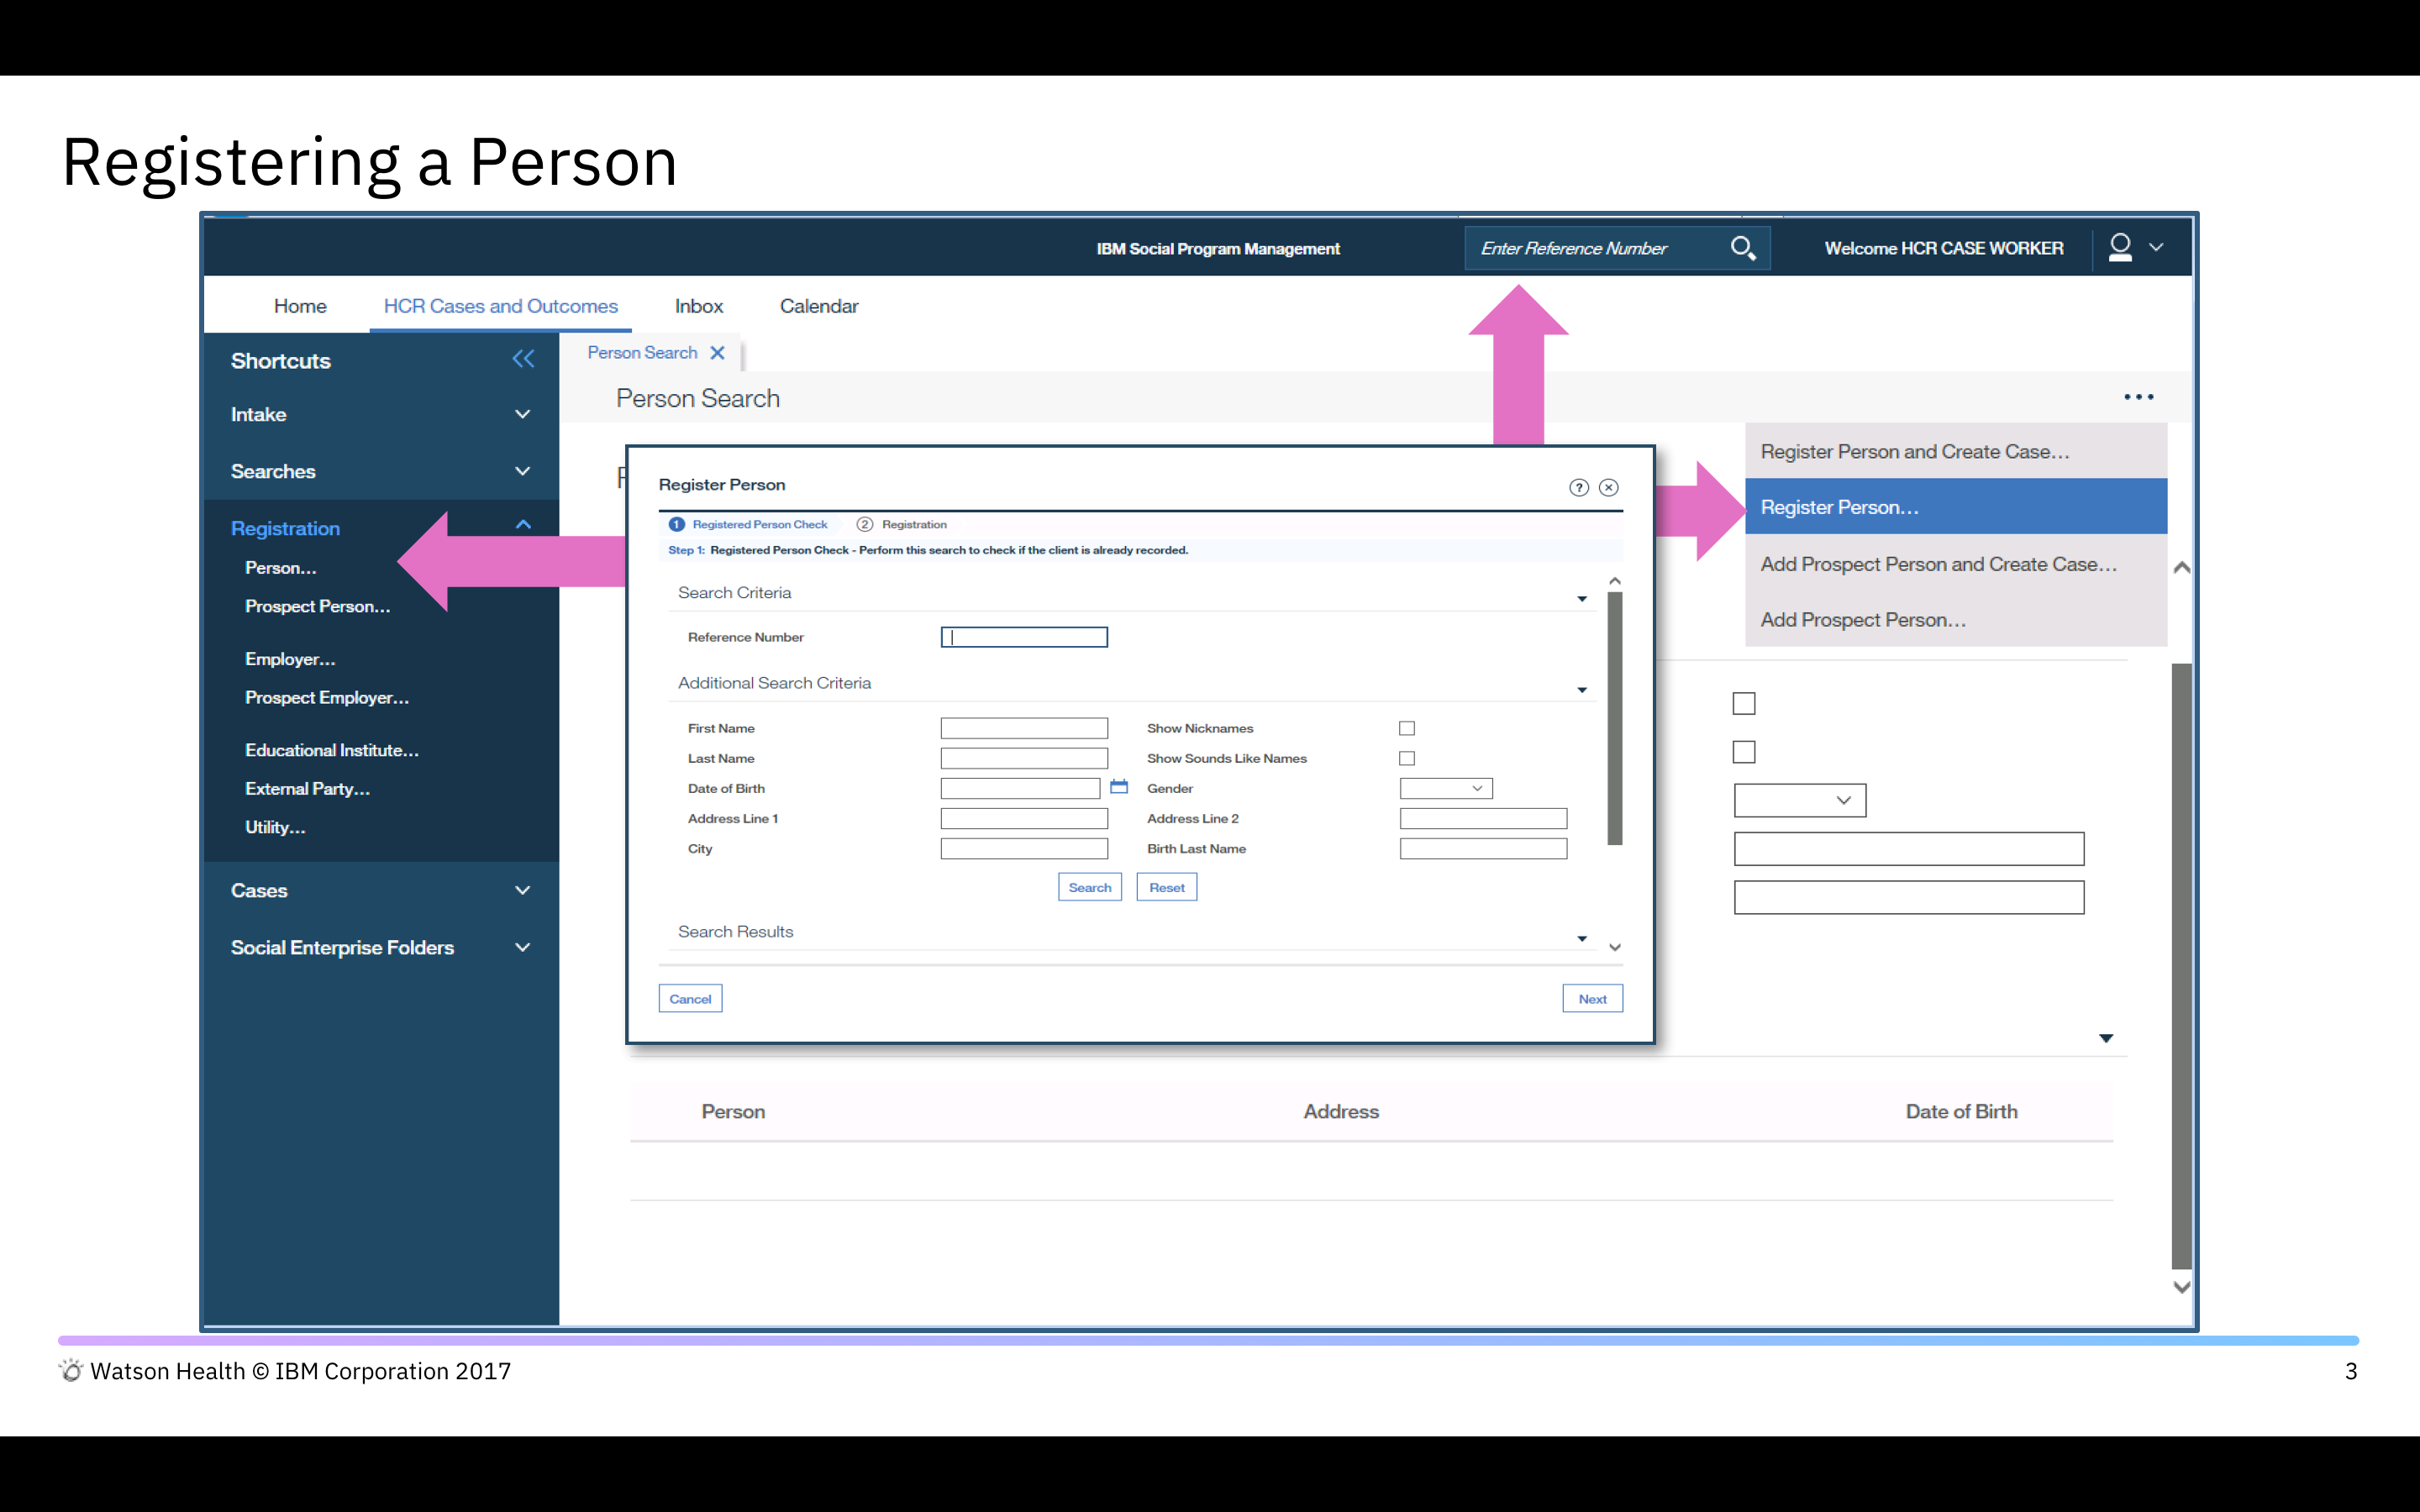 Registering a Person
IBM Social Program Management
Enter Reference Number
Welcome HCR CASE WORKER
Home
HCR Cases and Outcomes
Inbox
Calendar
Shortcuts
Intake
Searches
Registration
Person...
Prospect Person...
Employer...
Prospect Employer...
Educational Institute...
External Party...
Utility...
Cases
Social Enterprise Folders
Person Search
Person Search
Register Person and Create Case...
Register Person...
Add Prospect Person and Create Case...
Add Prospect Person...
Register Person
?
1 Registered Person Check 2 Registration
Step 1: Registered Person Check - Perform this search to check if the client is already recorded.
Search Criteria
Reference Number
Additional Search Criteria
First Name Show Nicknames
Last Name Show Sounds Like Names
Date of Birth Gender
Address Line 1 Address Line 2
City Birth Last Name
Search Reset
Search Results
Cancel Next
Person Address Date of Birth
Watson Health © IBM Corporation 2017
3